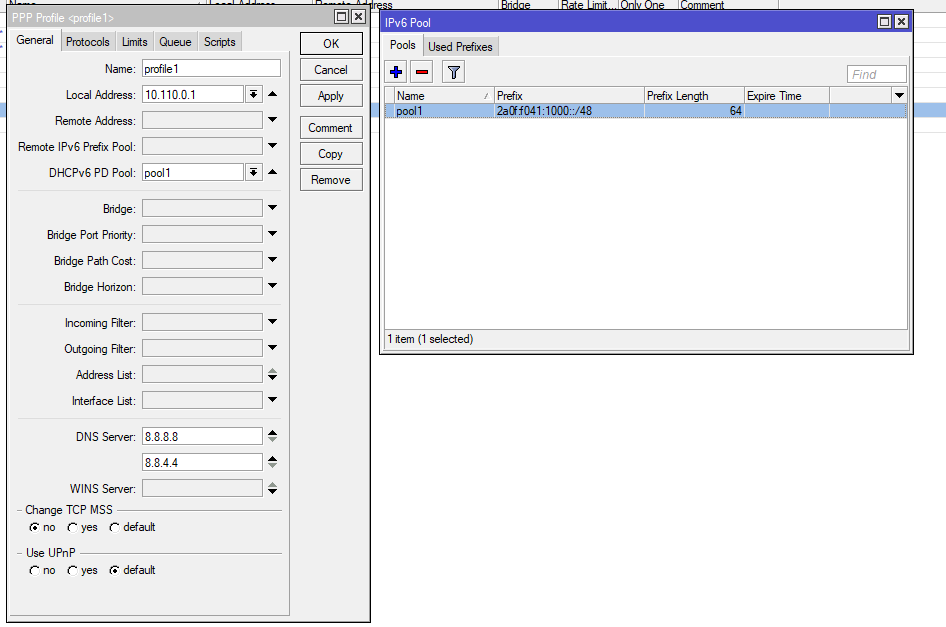 Name Local Address Remote Address Bridge Rate Limit... Only One Comment
PPP Profile <profile1>
General Protocols Limits Queue Scripts
Name: profile1
Local Address: 10.110.0.1
Remote Address:
Remote IPv6 Prefix Pool:
DHCPv6 PD Pool: pool1
Bridge:
Bridge Port Priority:
Bridge Path Cost:
Bridge Horizon:
Incoming Filter:
Outgoing Filter:
Address List:
Interface List:
DNS Server: 8.8.8.8
8.8.4.4
WINS Server:
Change TCP MSS
no yes default
Use UPnP
no yes default
OK
Cancel
Apply
Comment
Copy
Remove
IPv6 Pool
Pools Used Prefixes
Find
Name / Prefix Prefix Length Expire Time
pool1 2a0f:f041:1000::/48 64
1 item (1 selected)